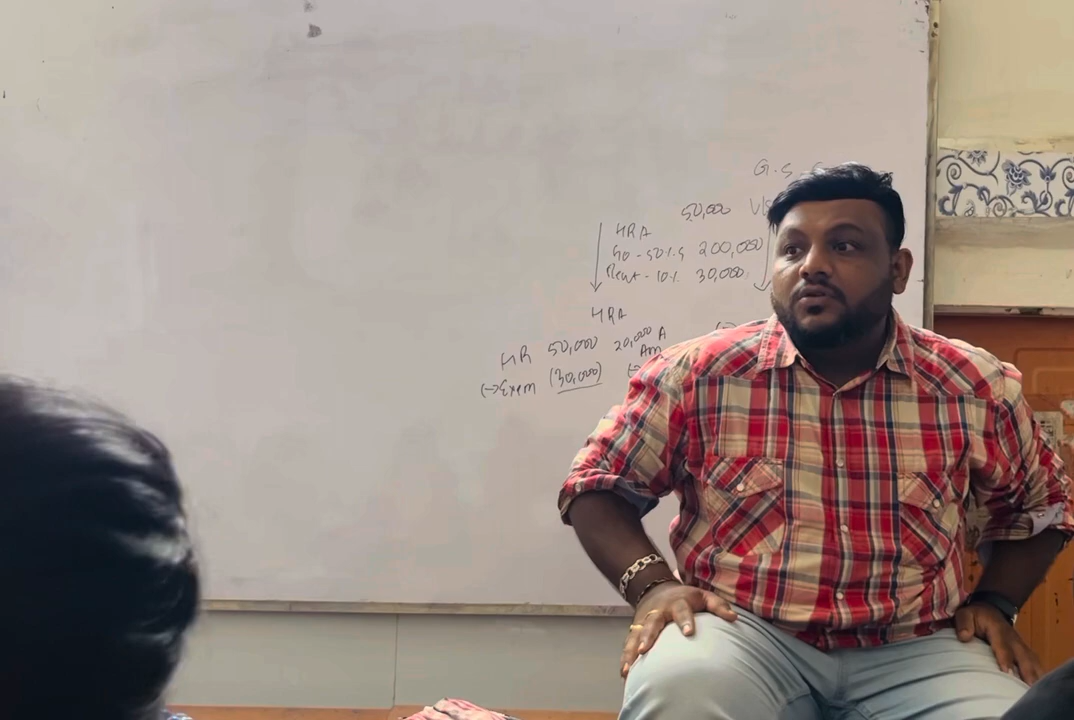 G.S
50,000
HRA
50 - 50%.S 200,000
Rent - 10% 30,000
HRA
HR 50,000 20,000 A
(-) Exem (30,000)